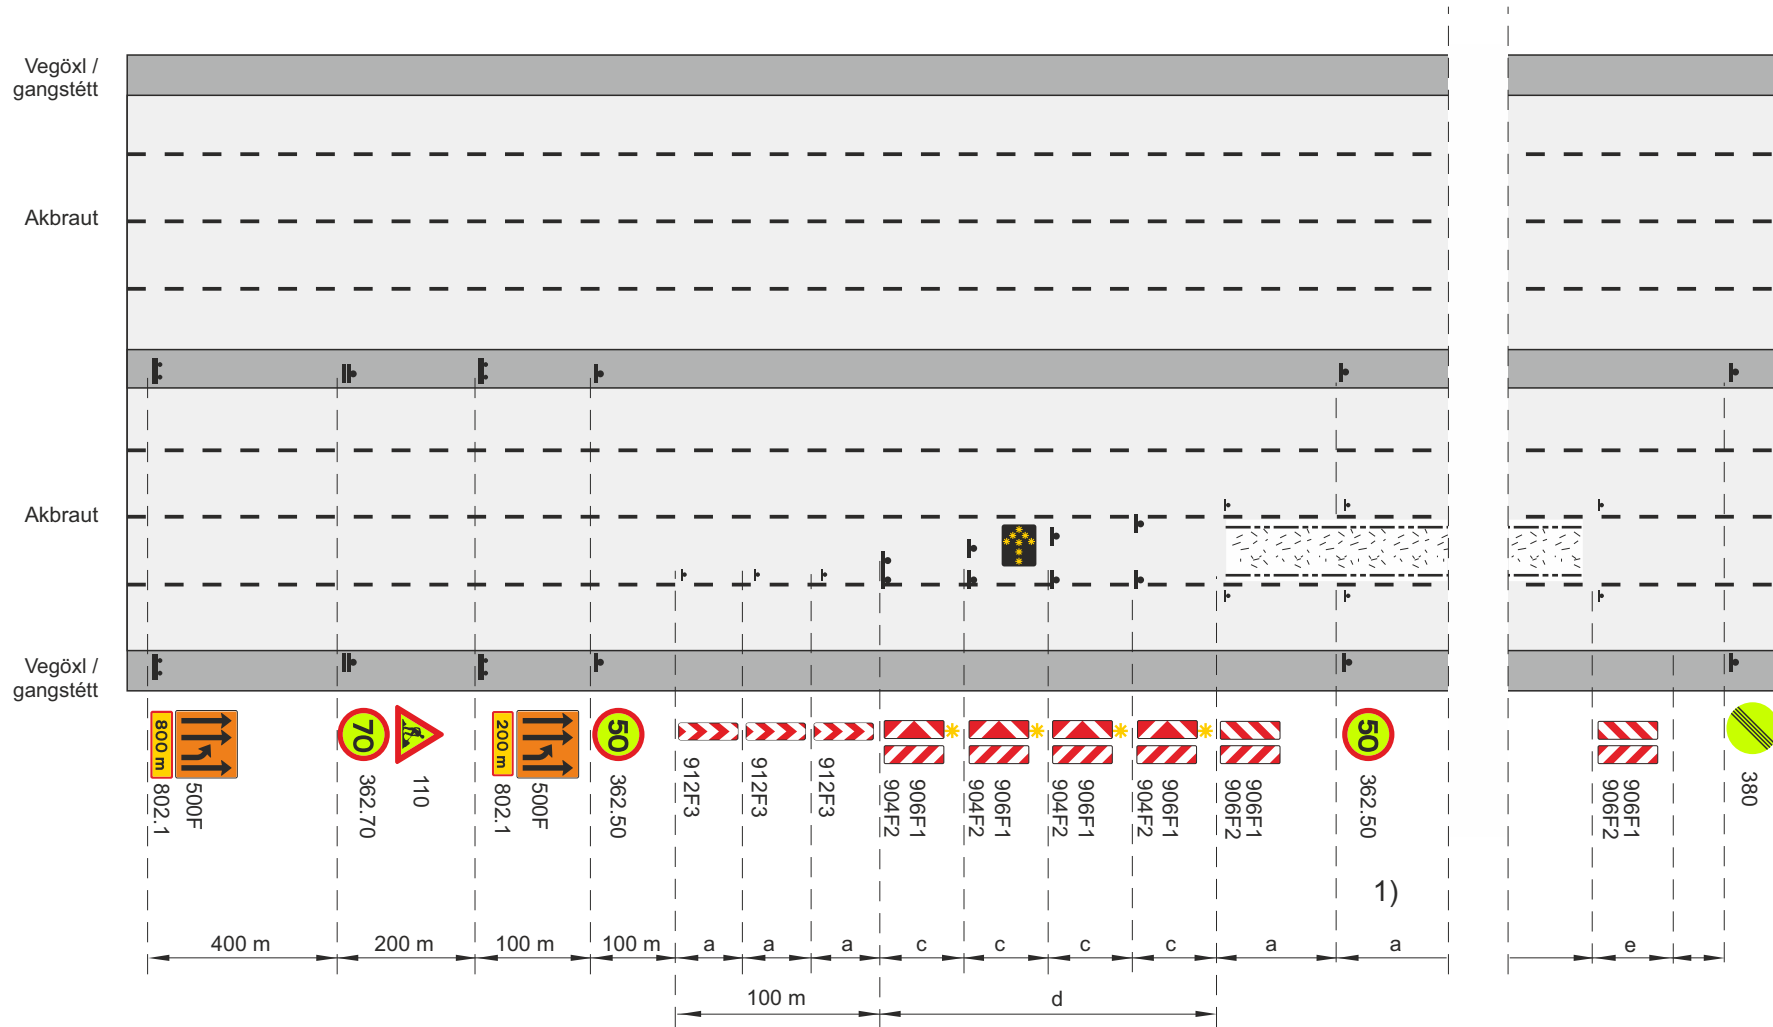 Vegöxl /
gangstétt
Akbraut
Akbraut
Vegöxl /
gangstétt
800 m
802.1
500F
70
362.70
110
200 m
802.1
500F
50
362.50
912F3
912F3
912F3
906F1
904F2
906F1
904F2
906F1
904F2
906F1
904F2
906F1
906F2
50
362.50
906F1
906F2
380
1)
400 m
200 m
100 m
100 m
a
a
a
c
c
c
c
a
a
e
100 m
d